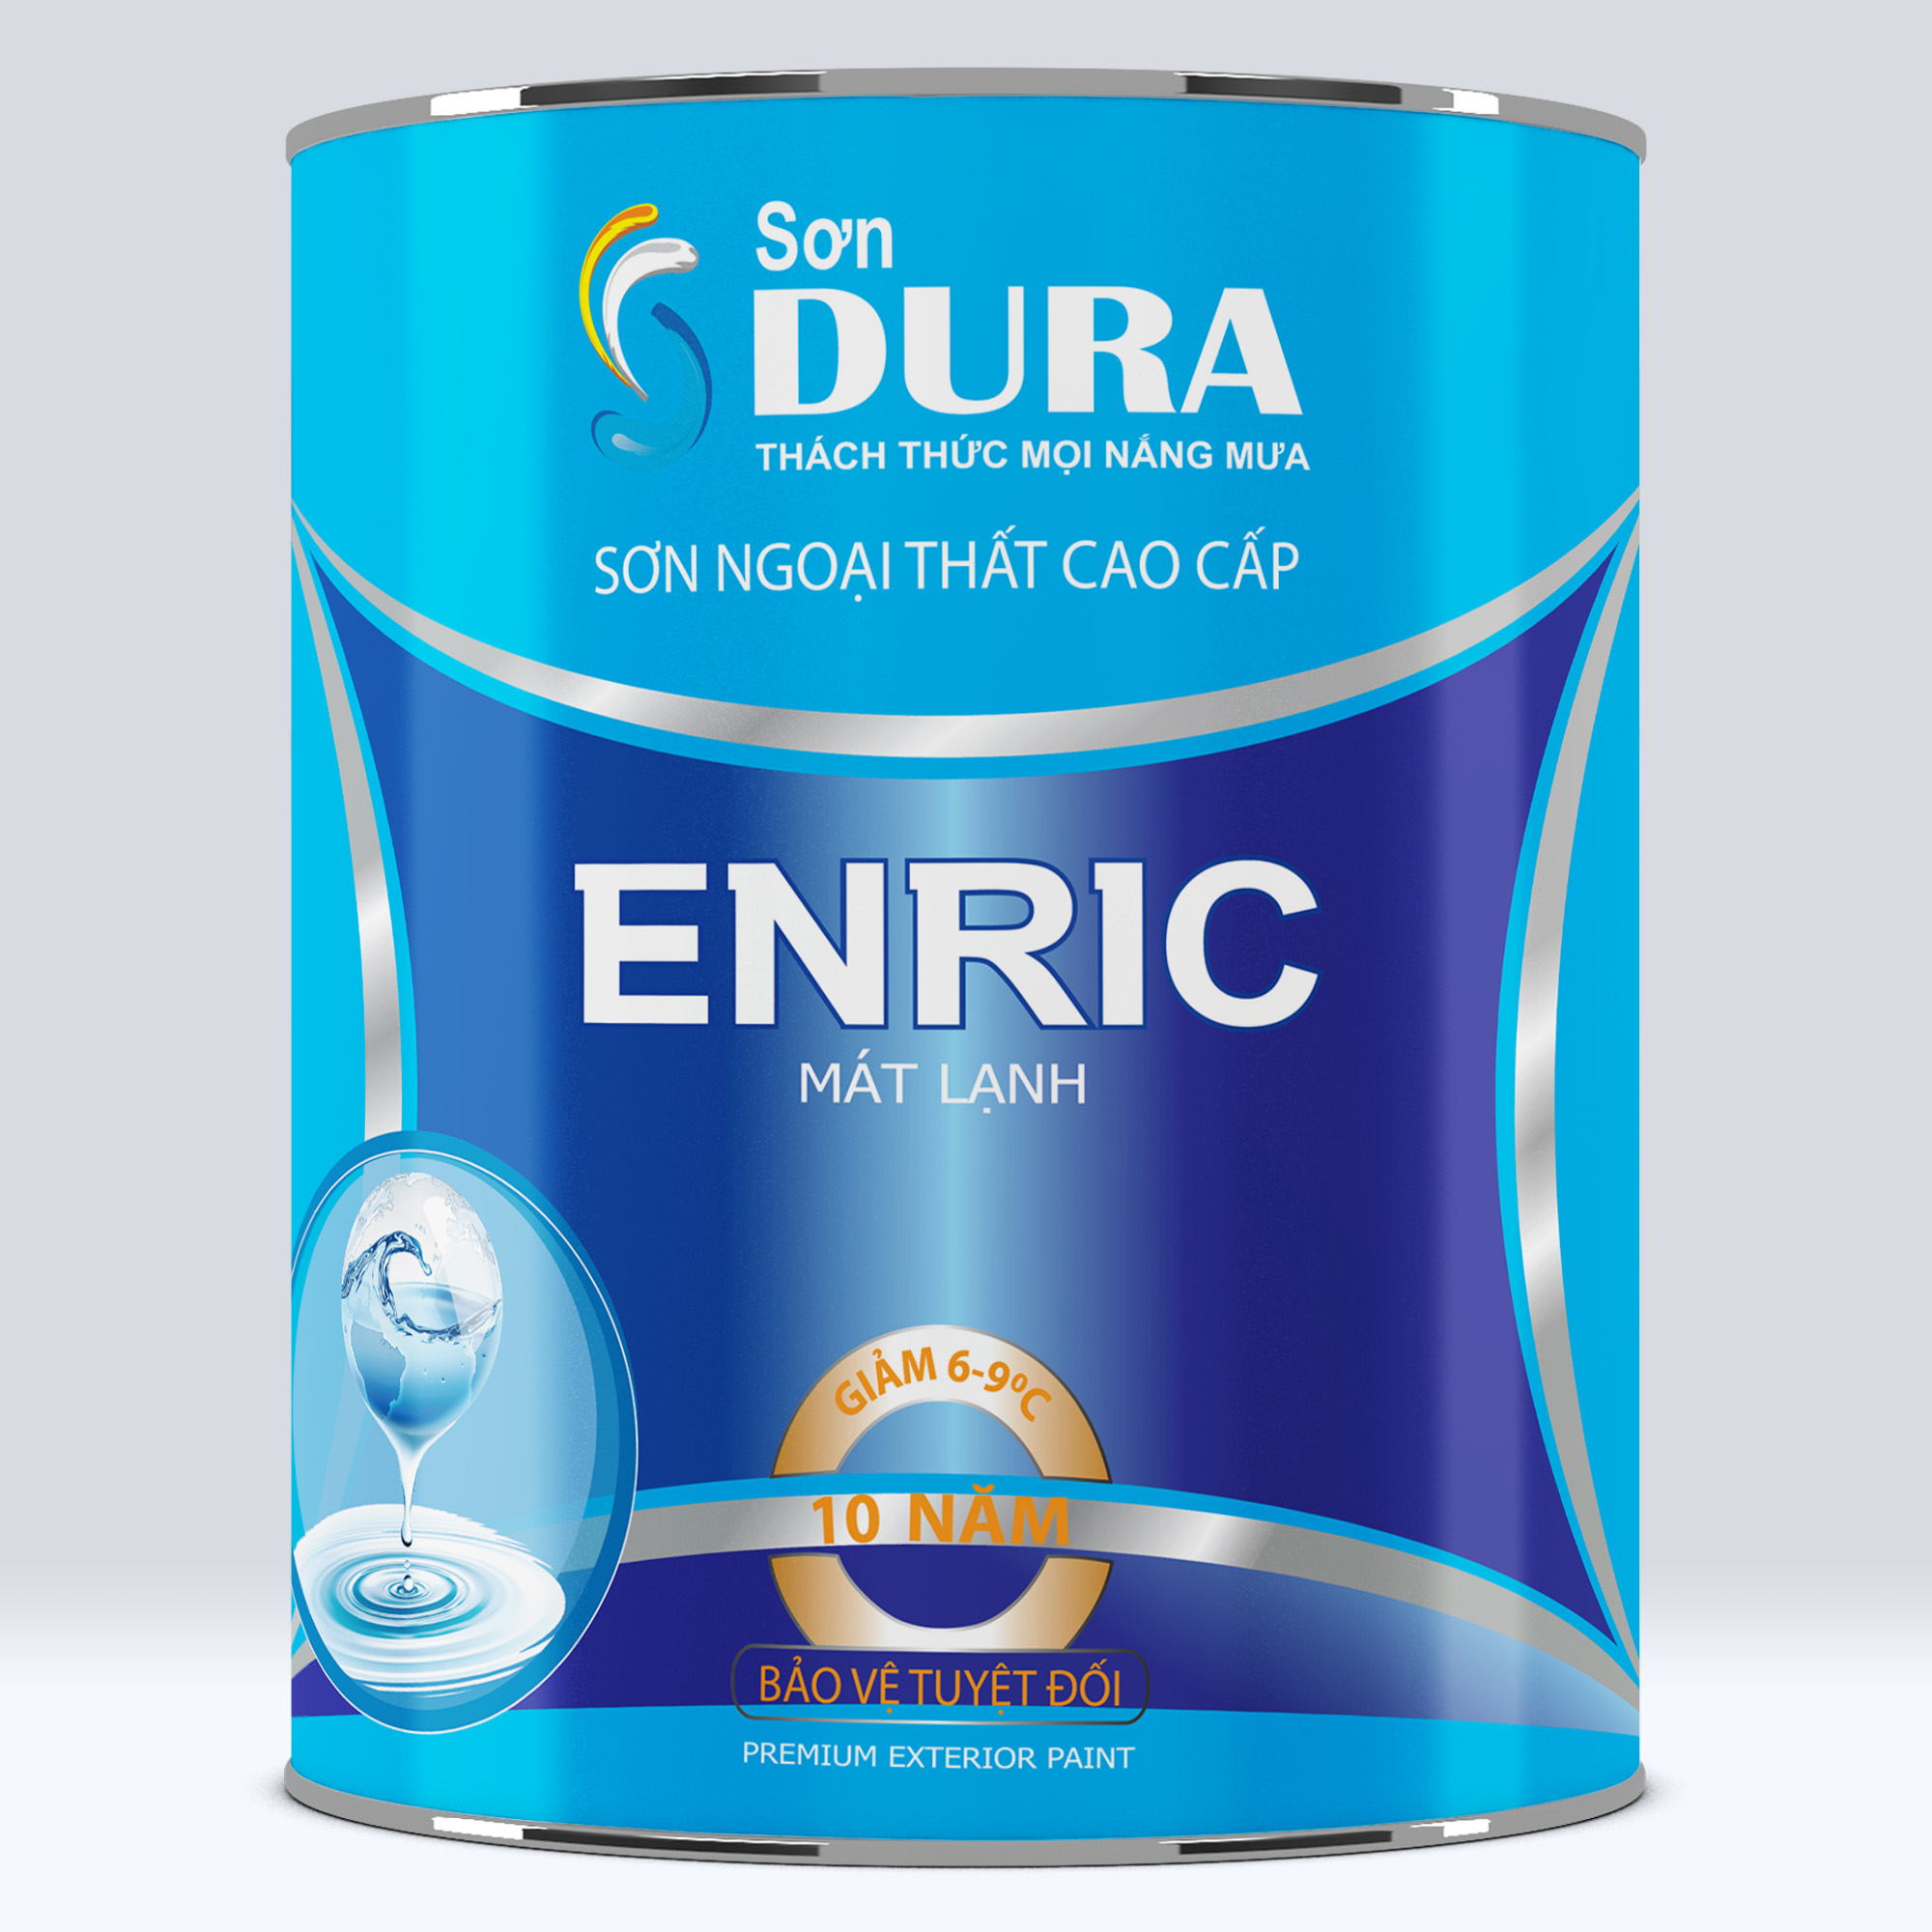 Sơn
DURA
THÁCH THỨC MỌI NẮNG MƯA
SƠN NGOẠI THẤT CAO CẤP
ENRIC
MÁT LẠNH
GIẢM 6-9ºC
10 NĂM
BẢO VỆ TUYỆT ĐỐI
PREMIUM EXTERIOR PAINT